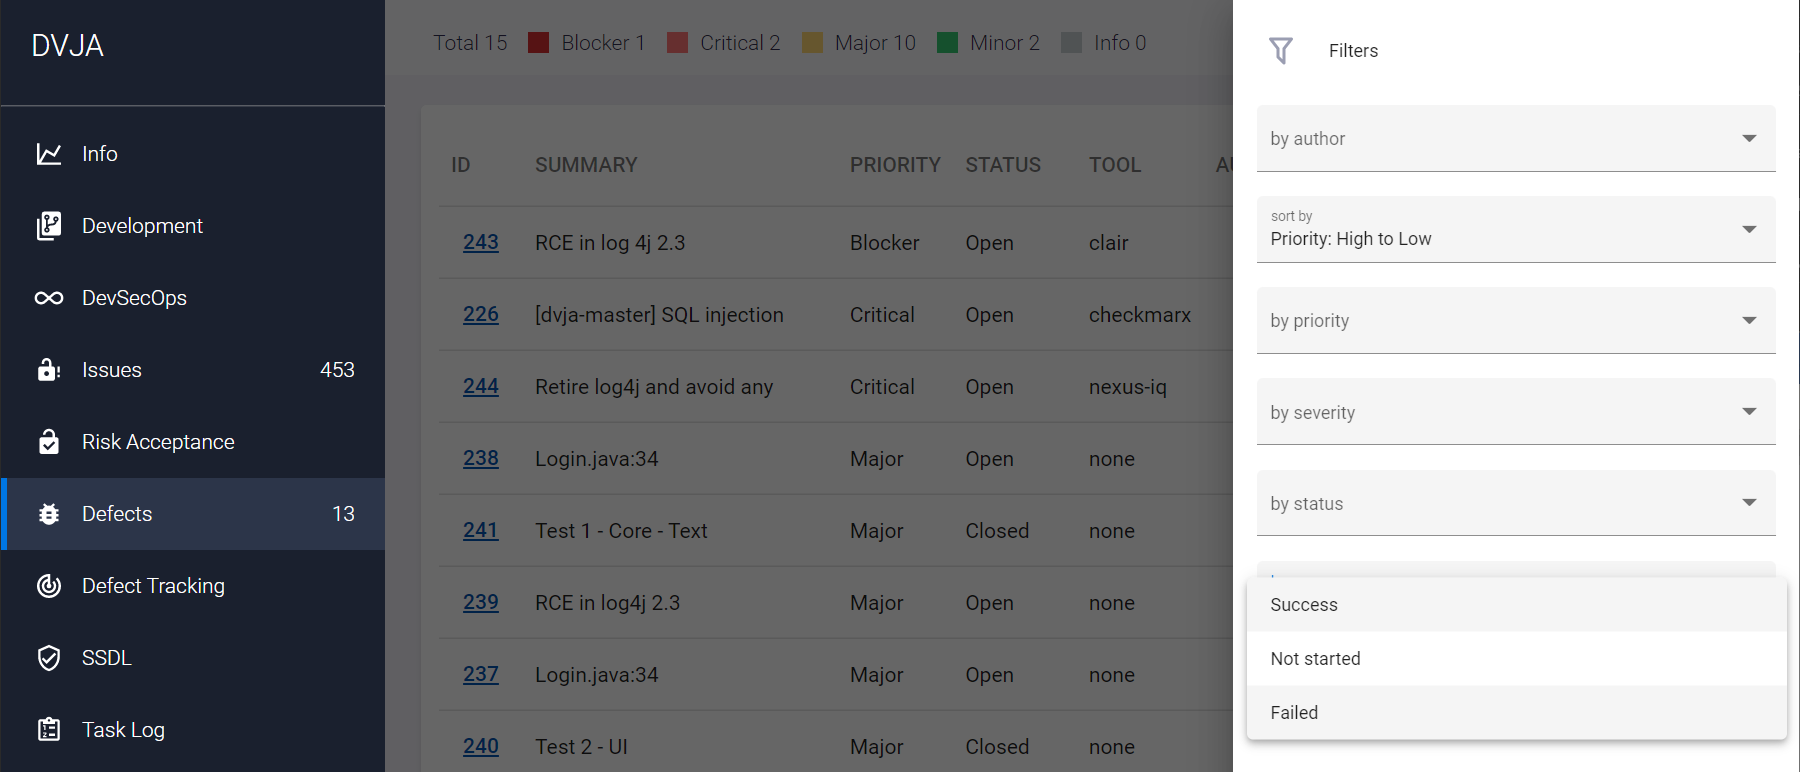 DVJA
Info
Development
DevSecOps
Issues 453
Risk Acceptance
Defects 13
Defect Tracking
SSDL
Task Log
Total 15 Blocker 1 Critical 2 Major 10 Minor 2 Info 0
ID SUMMARY PRIORITY STATUS TOOL
243 RCE in log 4j 2.3 Blocker Open clair
226 [dvja-master] SQL injection Critical Open checkmarx
244 Retire log4j and avoid any Critical Open nexus-iq
238 Login.java:34 Major Open none
241 Test 1 - Core - Text Major Closed none
239 RCE in log4j 2.3 Major Open none
237 Login.java:34 Major Open none
240 Test 2 - UI Major Closed none
Filters
by author
sort by
Priority: High to Low
by priority
by severity
by status
Success
Not started
Failed